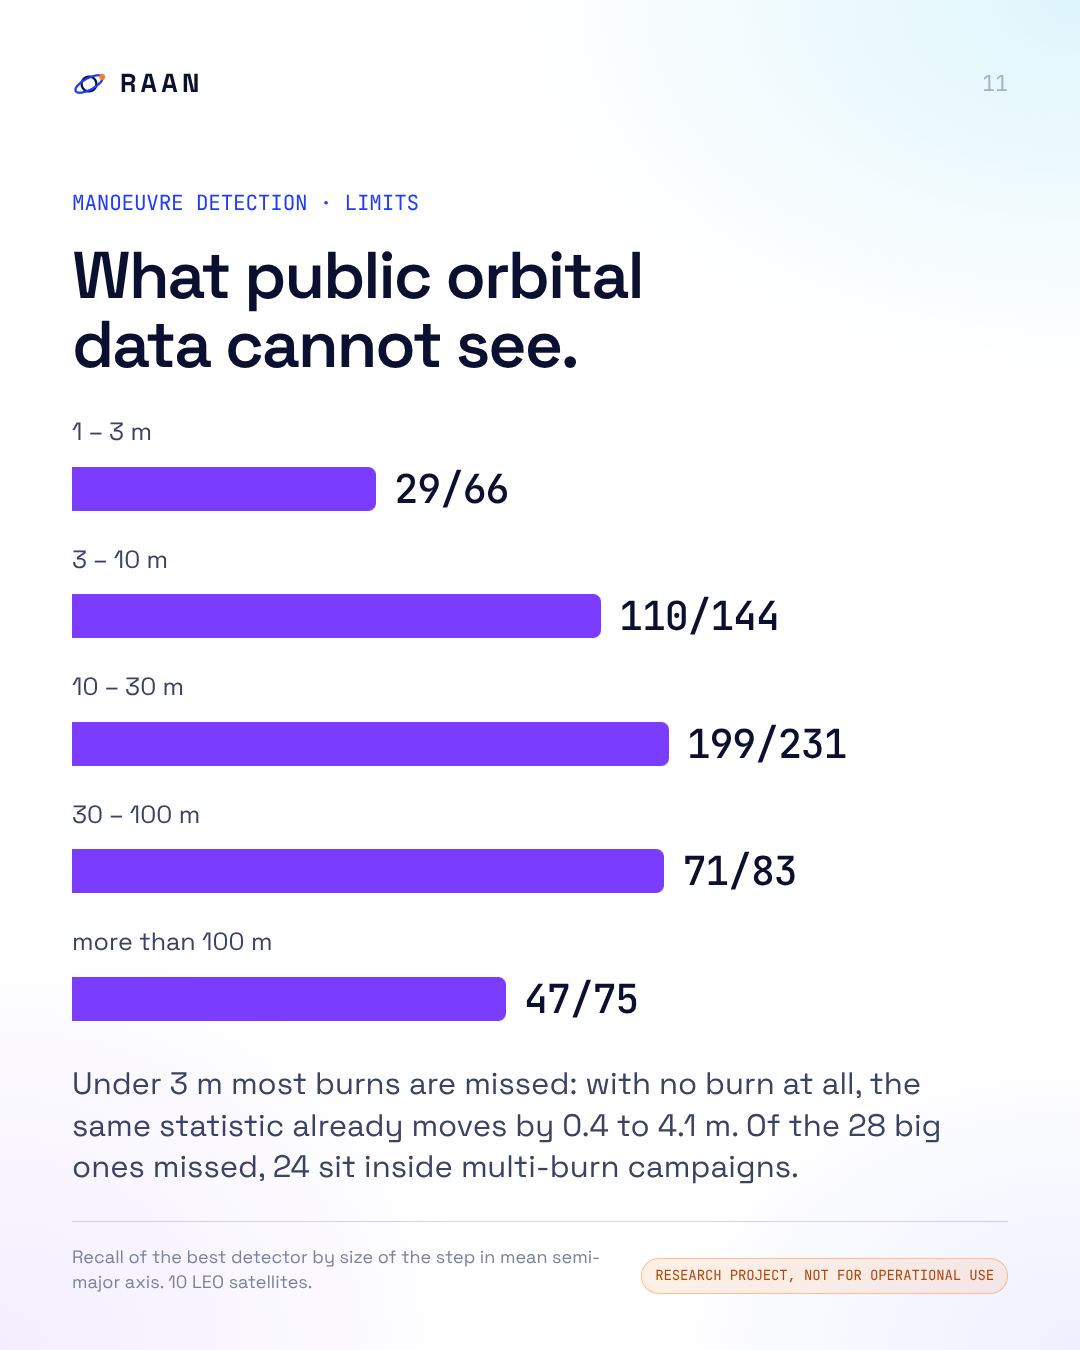 RAAN
11
MANOEUVRE DETECTION · LIMITS
What public orbital
data cannot see.
1 – 3 m
29/66
3 – 10 m
110/144
10 – 30 m
199/231
30 – 100 m
71/83
more than 100 m
47/75
Under 3 m most burns are missed: with no burn at all, the
same statistic already moves by 0.4 to 4.1 m. Of the 28 big
ones missed, 24 sit inside multi-burn campaigns.
Recall of the best detector by size of the step in mean semi-
major axis. 10 LEO satellites.
RESEARCH PROJECT, NOT FOR OPERATIONAL USE